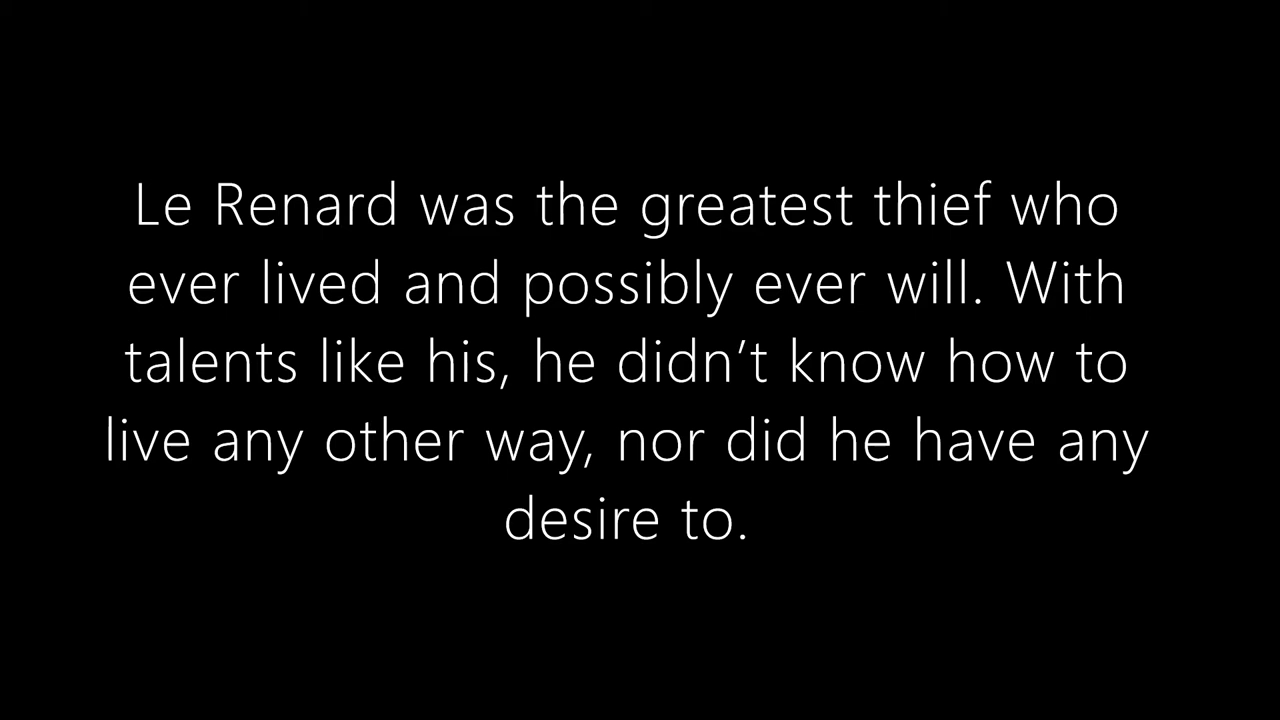 Le Renard was the greatest thief who
ever lived and possibly ever will. With
talents like his, he didn’t know how to
live any other way, nor did he have any
desire to.